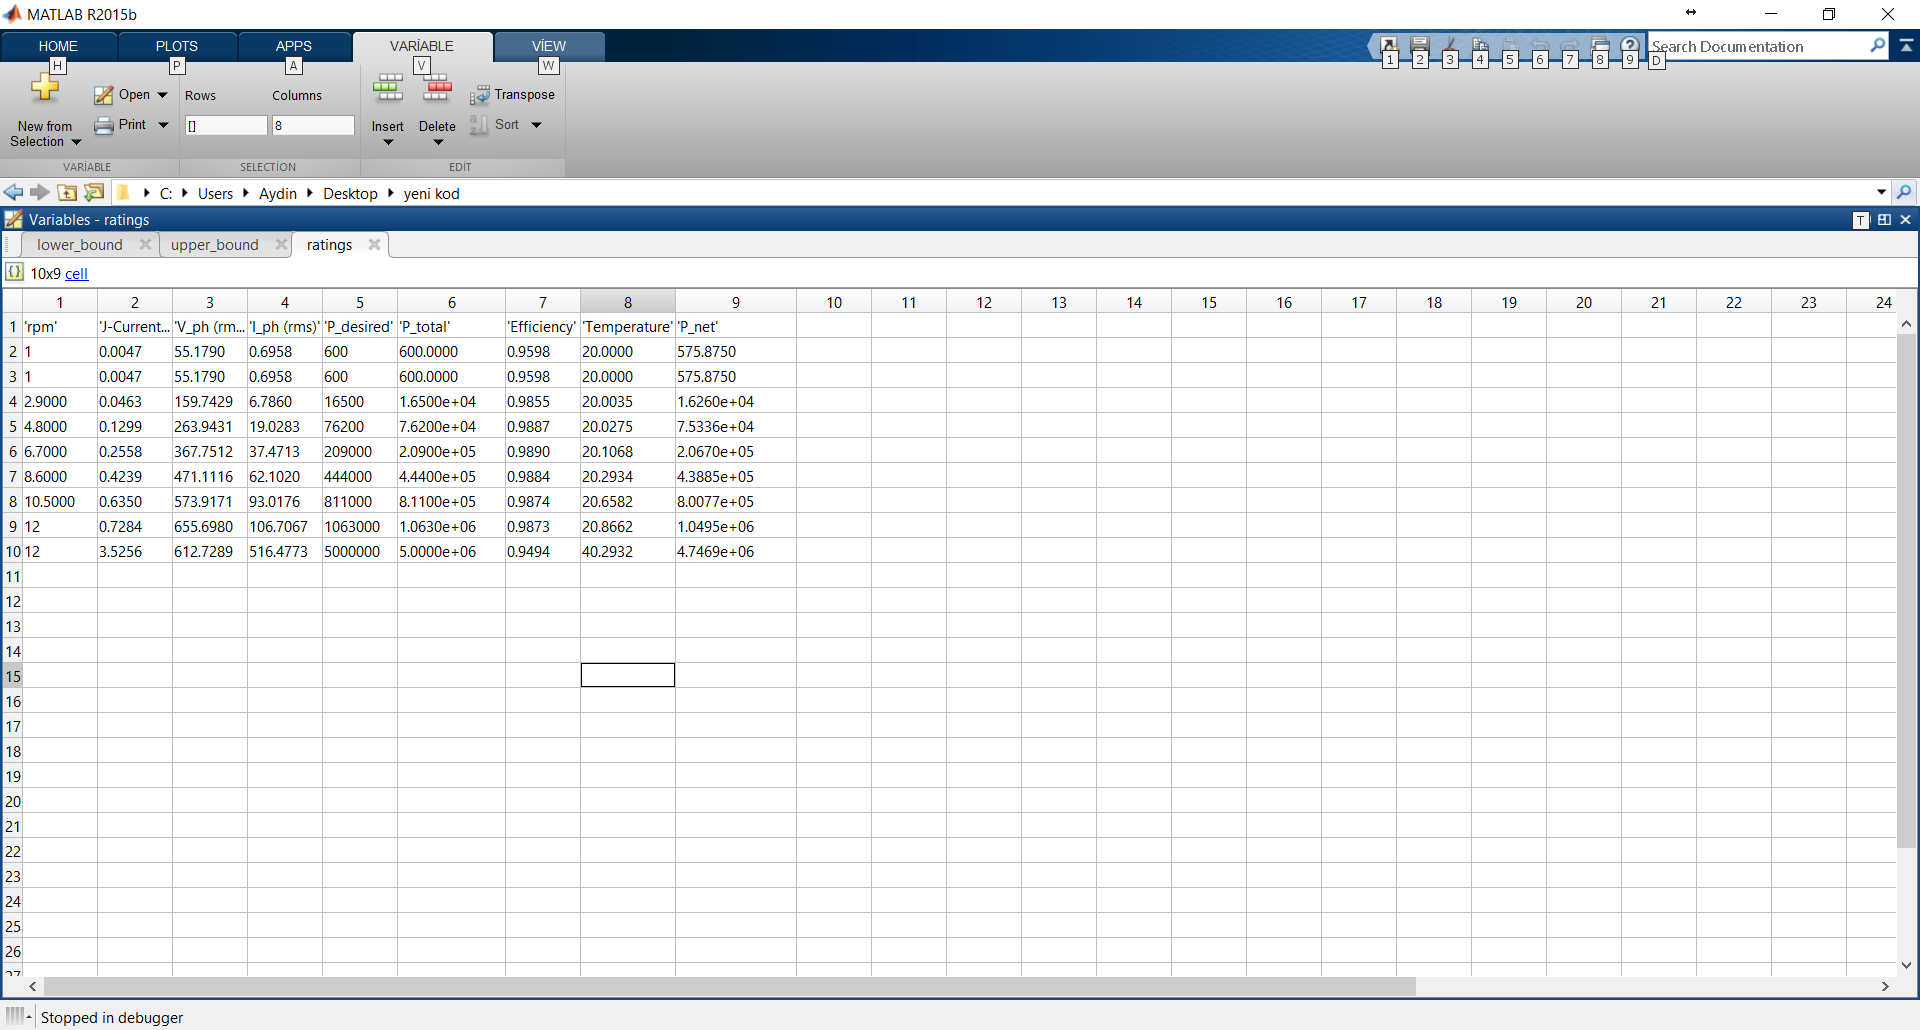 MATLAB R2015b
HOME PLOTS APPS VARİABLE VİEW
H P A V W
1 2 3 4 5 6 7 8 9 Search Documentation D
New from Selection Open Print
Rows Columns
[] 8
Insert Delete Transpose Sort
VARİABLE SELECTİON EDİT
C: Users Aydin Desktop yeni kod
Variables - ratings T
lower_bound upper_bound ratings
{} 10x9 cell
1 2 3 4 5 6 7 8 9 10 11 12 13 14 15 16 17 18 19 20 21 22 23 24
1 'rpm' 'J-Current... 'V_ph (rm... 'I_ph (rms)' 'P_desired' 'P_total' 'Efficiency' 'Temperature' 'P_net'
2 1 0.0047 55.1790 0.6958 600 600.0000 0.9598 20.0000 575.8750
3 1 0.0047 55.1790 0.6958 600 600.0000 0.9598 20.0000 575.8750
4 2.9000 0.0463 159.7429 6.7860 16500 1.6500e+04 0.9855 20.0035 1.6260e+04
5 4.8000 0.1299 263.9431 19.0283 76200 7.6200e+04 0.9887 20.0275 7.5336e+04
6 6.7000 0.2558 367.7512 37.4713 209000 2.0900e+05 0.9890 20.1068 2.0670e+05
7 8.6000 0.4239 471.1116 62.1020 444000 4.4400e+05 0.9884 20.2934 4.3885e+05
8 10.5000 0.6350 573.9171 93.0176 811000 8.1100e+05 0.9874 20.6582 8.0077e+05
9 12 0.7284 655.6980 106.7067 1063000 1.0630e+06 0.9873 20.8662 1.0495e+06
10 12 3.5256 612.7289 516.4773 5000000 5.0000e+06 0.9494 40.2932 4.7469e+06
11
12
13
14
15
16
17
18
19
20
21
22
23
24
25
26
27
Stopped in debugger